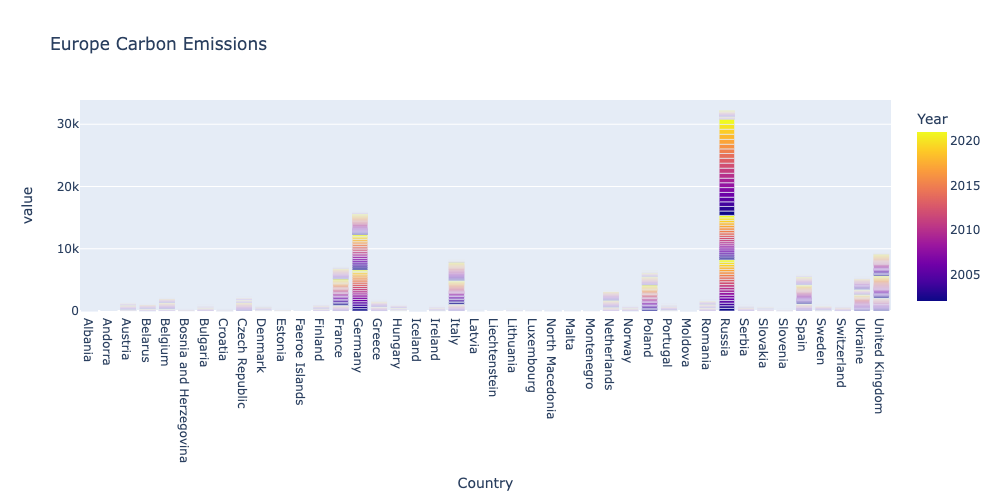 Europe Carbon Emissions
Year
30k
20k
10k
0
value
2020
2015
2010
2005
Albania
Andorra
Austria
Belarus
Belgium
Bosnia and Herzegovina
Bulgaria
Croatia
Czech Republic
Denmark
Estonia
Faeroe Islands
Finland
France
Germany
Greece
Hungary
Iceland
Ireland
Italy
Latvia
Liechtenstein
Lithuania
Luxembourg
North Macedonia
Malta
Montenegro
Netherlands
Norway
Poland
Portugal
Moldova
Romania
Russia
Serbia
Slovakia
Slovenia
Spain
Sweden
Switzerland
Ukraine
United Kingdom
Country